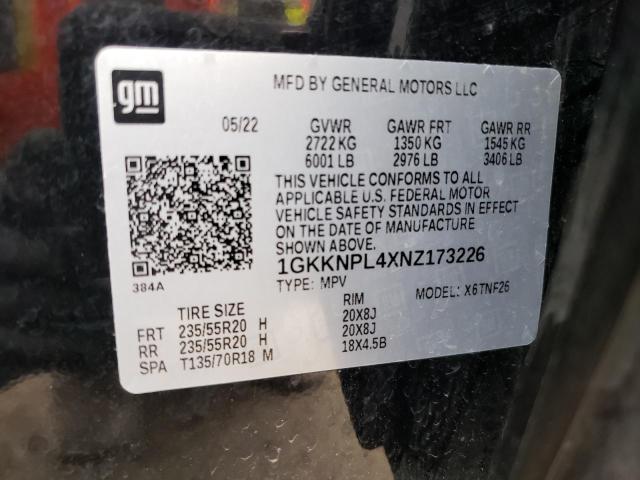 gm
MFD BY GENERAL MOTORS LLC
05/22 GVWR GAWR FRT GAWR RR
2722 KG 1350 KG 1545 KG
6001 LB 2976 LB 3406 LB
THIS VEHICLE CONFORMS TO ALL
APPLICABLE U.S. FEDERAL MOTOR
VEHICLE SAFETY STANDARDS IN EFFECT
ON THE DATE OF MANUFACTURE
SHOWN ABOVE.
1GKKNPL4XNZ173226
384A
TYPE: MPV MODEL: X6TNF26
TIRE SIZE RIM
FRT 235/55R20 H 20X8J
RR 235/55R20 H 20X8J
SPA T135/70R18 M 18X4.5B